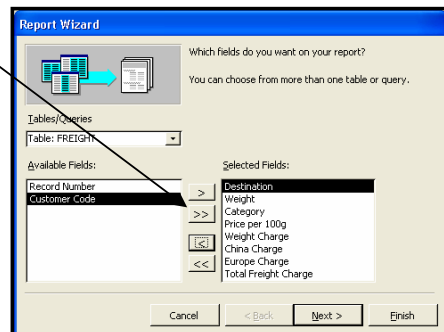 Report Wizard
Which fields do you want on your report?
You can choose from more than one table or query.
Tables/Queries
Table: FREIGHT
Available Fields:
Record Number
Customer Code
>
>>
<
<<
Selected Fields:
Destination
Weight
Category
Price per 100g
Weight Charge
China Charge
Europe Charge
Total Freight Charge
Cancel
< Back
Next >
Finish